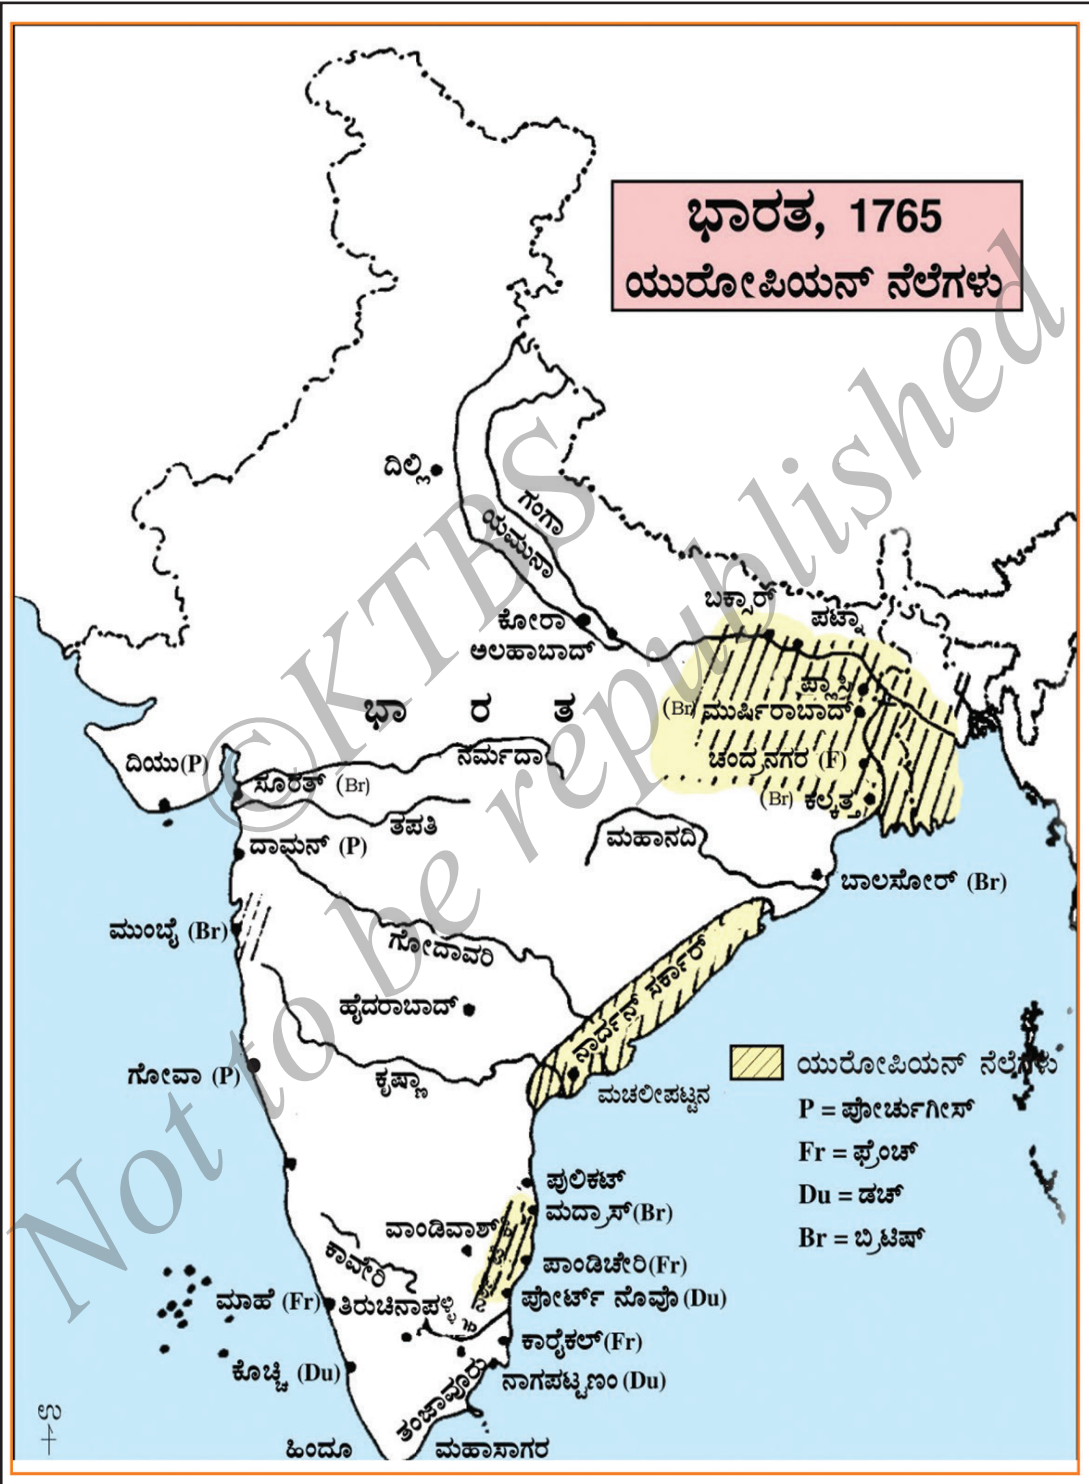 ಭಾರತ, 1765
ಯುರೋಪಿಯನ್ ನೆಲೆಗಳು
ದಿಲ್ಲಿ
ಗಂಗಾ
ಯಮುನಾ
ಬಕ್ಸಾರ್
ಪಟ್ನಾ
ಕೋರಾ
ಅಲಹಾಬಾದ್
ಪ್ಲಾಸಿ
(Br) ಮುರ್ಷಿರಾಬಾದ್
ಭಾ ರ ತ
ನರ್ಮದಾ
ಚಂದ್ರನಗರ (F)
ದಿಯು (P)
ಸೂರತ್ (Br)
(Br) ಕಲ್ಕತ್ತ
ತಪತಿ
ಮಹಾನದಿ
ದಾಮನ್ (P)
ಬಾಲಸೋರ್ (Br)
ಮುಂಬೈ (Br)
ಗೋದಾವರಿ
ನಾರ್ದನ್ ಸರ್ಕಾರ್
ಹೈದರಾಬಾದ್
ಗೋವಾ (P)
ಕೃಷ್ಣಾ
ಮಚಲೀಪಟ್ಟನ
ಯುರೋಪಿಯನ್ ನೆಲೆಗಳು
P = ಪೋರ್ಚುಗೀಸ್
Fr = ಫ್ರೆಂಚ್
Du = ಡಚ್
Br = ಬ್ರಿಟಿಷ್
ಪುಲಿಕಟ್
ಮದ್ರಾಸ್ (Br)
ವಾಂಡಿವಾಶ್
ಕಾವೇರಿ
ಪಾಂಡಿಚೇರಿ (Fr)
ಮಾಹೆ (Fr)
ತಿರುಚಿನಾಪಳ್ಳಿ
ಪೋರ್ಟ್ ನೊವೊ (Du)
ಕಾರೈಕಲ್ (Fr)
ಕೊಚ್ಚಿ (Du)
ನಾಗಪಟ್ಟಣಂ (Du)
ತಂಜಾವೂರು
ಉ
ಹಿಂದೂ ಮಹಾಸಾಗರ
©KTBS
Not to be republished